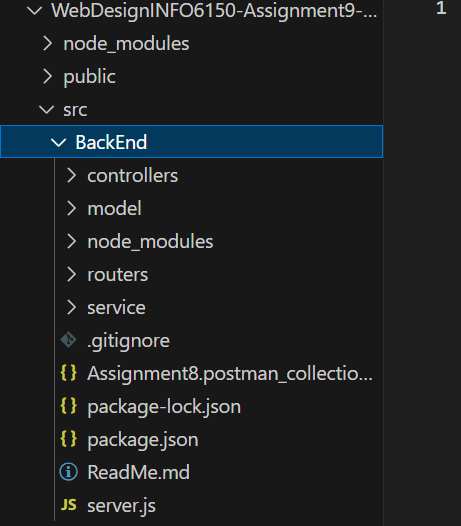 WebDesignINFO6150-Assignment9-...
1
node_modules
public
src
BackEnd
controllers
model
node_modules
routers
service
.gitignore
{} Assignment8.postman_collectio...
{} package-lock.json
{} package.json
ReadMe.md
JS server.js